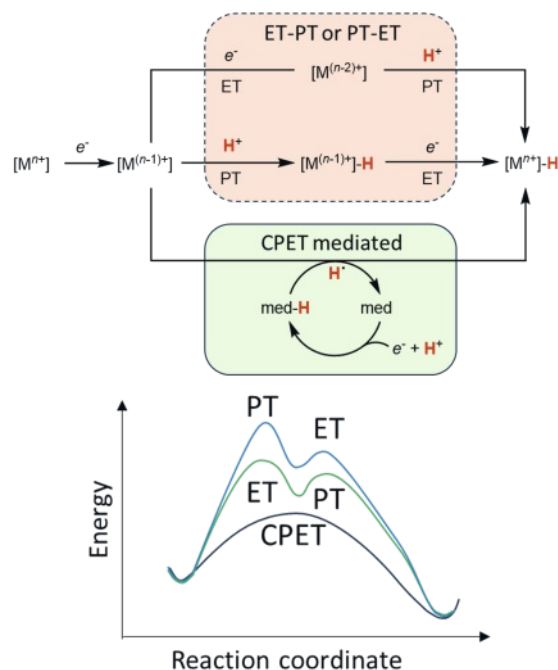 ET-PT or PT-ET
e⁻ H⁺
[M⁽ⁿ⁻²⁾⁺]
ET PT
e⁻ H⁺ e⁻
[Mⁿ⁺] [M⁽ⁿ⁻¹⁾⁺] [M⁽ⁿ⁻¹⁾⁺]-H [Mⁿ⁺]-H
PT ET
CPET mediated
H•
med-H med
e⁻ + H⁺
PT
ET
ET PT
CPET
Energy
Reaction coordinate